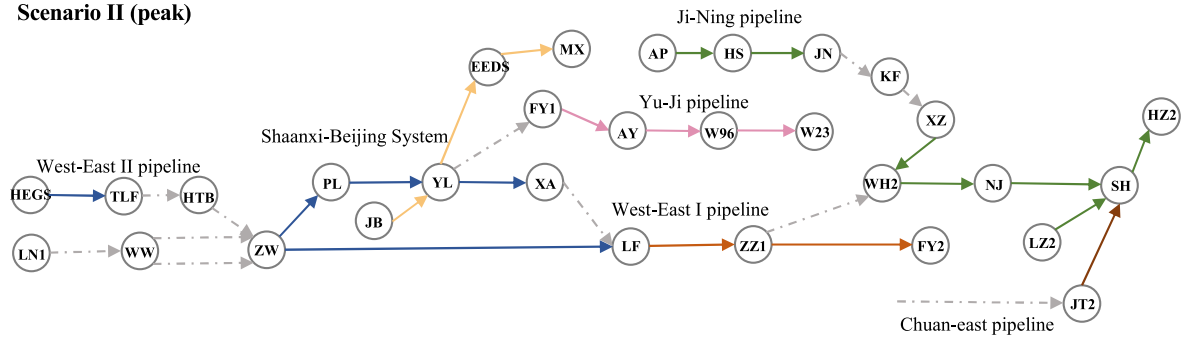 Scenario II (peak)
Ji-Ning pipeline
MX
AP
HS
JN
EEDS
KF
FY1
Yu-Ji pipeline
XZ
HZ2
Shaanxi-Beijing System
AY
W96
W23
West-East II pipeline
HEGS
TLF
HTB
PL
YL
XA
WH2
NJ
SH
JB
West-East I pipeline
LN1
WW
ZW
LF
ZZ1
FY2
LZ2
JT2
Chuan-east pipeline